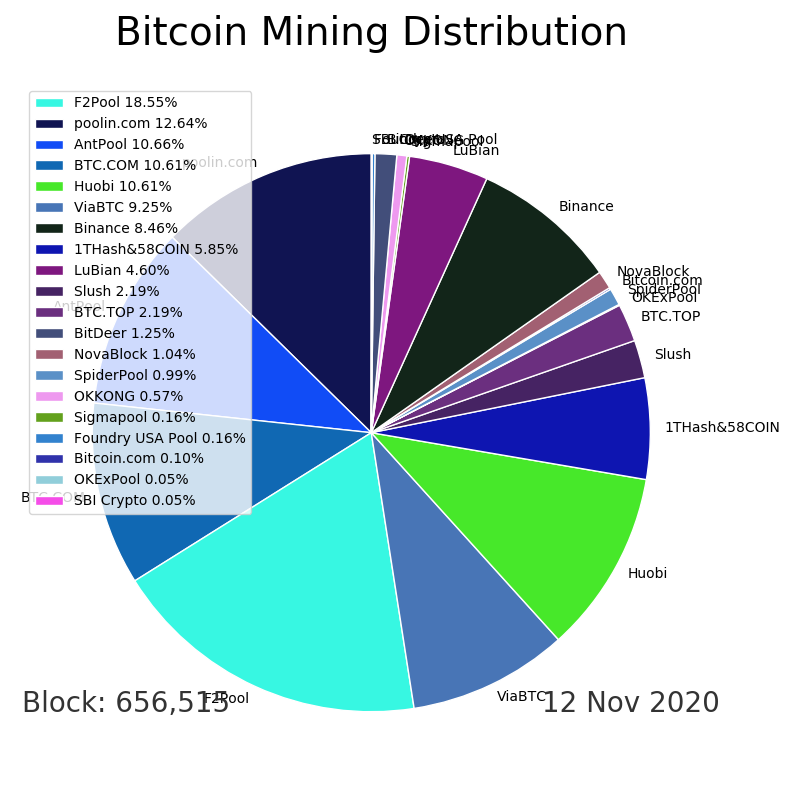 Bitcoin Mining Distribution
F2Pool 18.55%
poolin.com 12.64%
AntPool 10.66%
BTC.COM 10.61%
Huobi 10.61%
ViaBTC 9.25%
Binance 8.46%
1THash&58COIN 5.85%
LuBian 4.60%
Slush 2.19%
BTC.TOP 2.19%
BitDeer 1.25%
NovaBlock 1.04%
SpiderPool 0.99%
OKKONG 0.57%
Sigmapool 0.16%
Foundry USA Pool 0.16%
Bitcoin.com 0.10%
OKExPool 0.05%
SBI Crypto 0.05%
poolin.com
AntPool
BTC.COM
F2Pool
ViaBTC
Huobi
1THash&58COIN
Slush
BTC.TOP
OKExPool
SpiderPool
Bitcoin.com
NovaBlock
Binance
LuBian
Sigmapool
Block: 656,515
12 Nov 2020